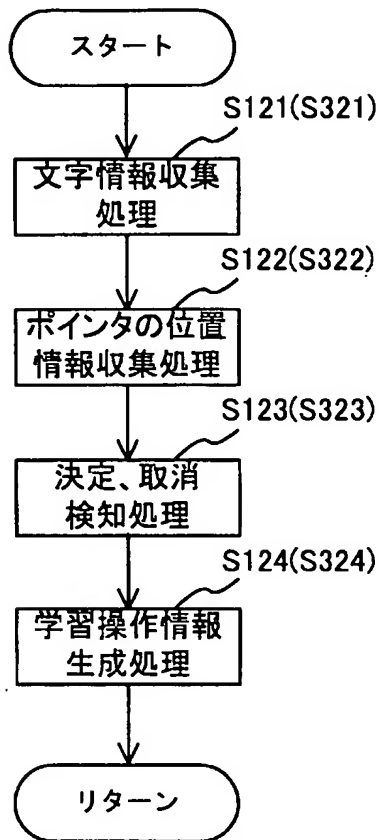 スタート
S121(S321)
文字情報収集
処理
S122(S322)
ポインタの位置
情報収集処理
S123(S323)
決定、取消
検知処理
S124(S324)
学習操作情報
生成処理
リターン